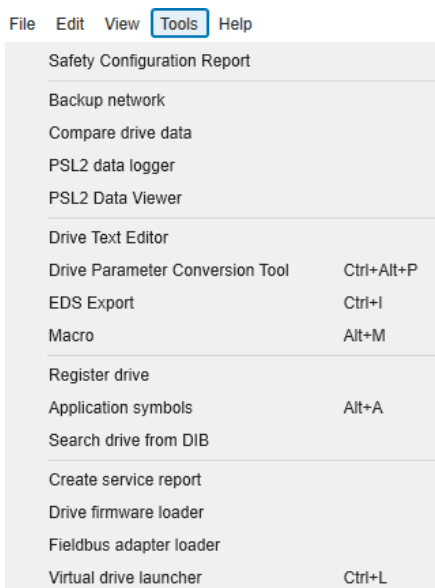 File Edit View Tools Help
Safety Configuration Report
Backup network
Compare drive data
PSL2 data logger
PSL2 Data Viewer
Drive Text Editor
Drive Parameter Conversion Tool Ctrl+Alt+P
EDS Export Ctrl+I
Macro Alt+M
Register drive
Application symbols Alt+A
Search drive from DIB
Create service report
Drive firmware loader
Fieldbus adapter loader
Virtual drive launcher Ctrl+L